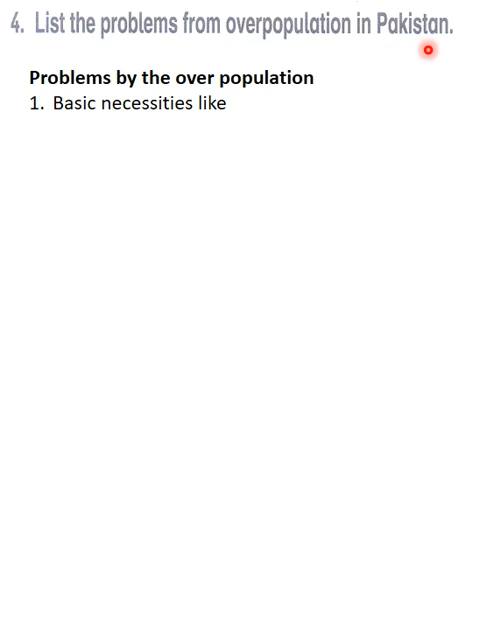 4. List the problems from overpopulation in Pakistan.
Problems by the over population
1. Basic necessities like